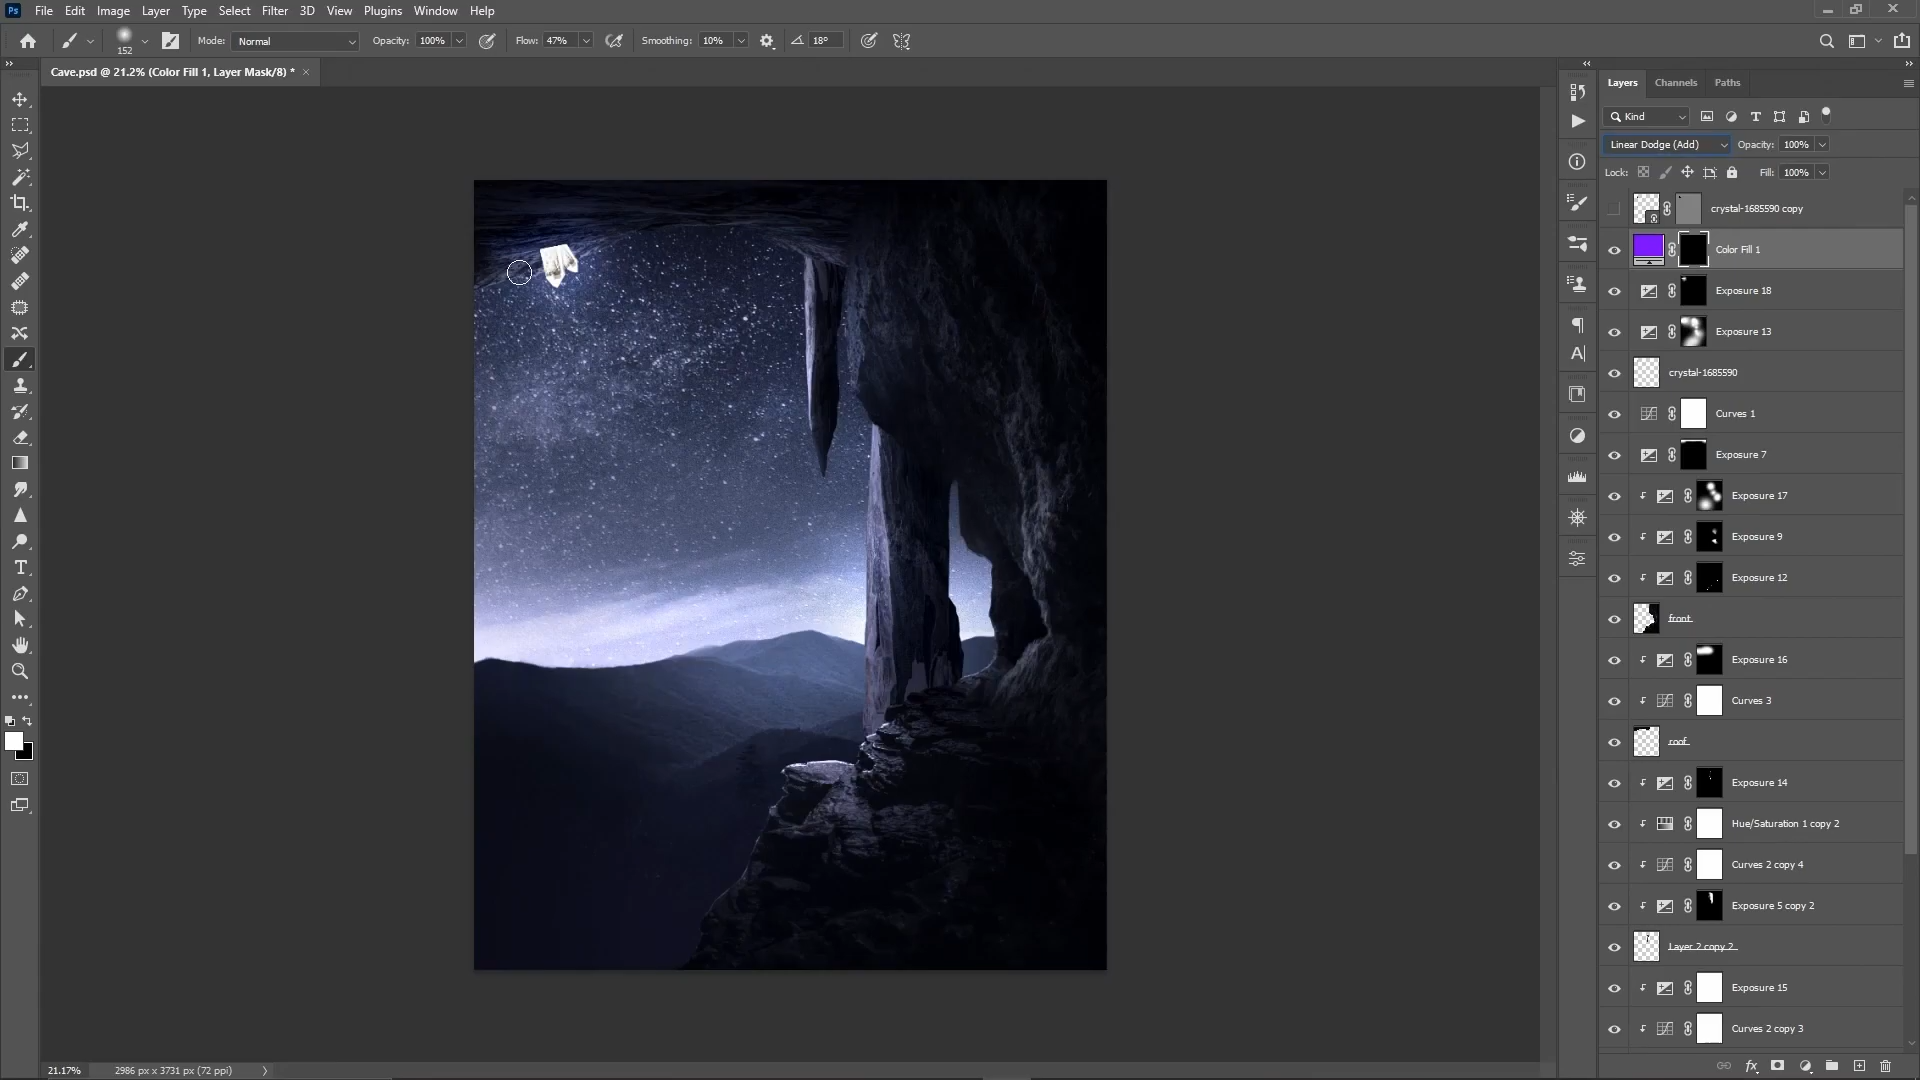 Ps File Edit Image Layer Type Select Filter 3D View Plugins Window Help
152 Mode: Normal Opacity: 100% Flow: 47% Smoothing: 10% 18°
Cave.psd @ 21.2% (Color Fill 1, Layer Mask/8) * ×
Layers Channels Paths
Kind
Linear Dodge (Add) Opacity: 100%
Lock: Fill: 100%
crystal-1685590 copy
Color Fill 1
Exposure 18
Exposure 13
crystal-1685590
Curves 1
Exposure 7
Exposure 17
Exposure 9
Exposure 12
front
Exposure 16
Curves 3
roof
Exposure 14
Hue/Saturation 1 copy 2
Curves 2 copy 4
Exposure 5 copy 2
Layer 2 copy 2
Exposure 15
Curves 2 copy 3
21.17% 2986 px x 3731 px (72 ppi)